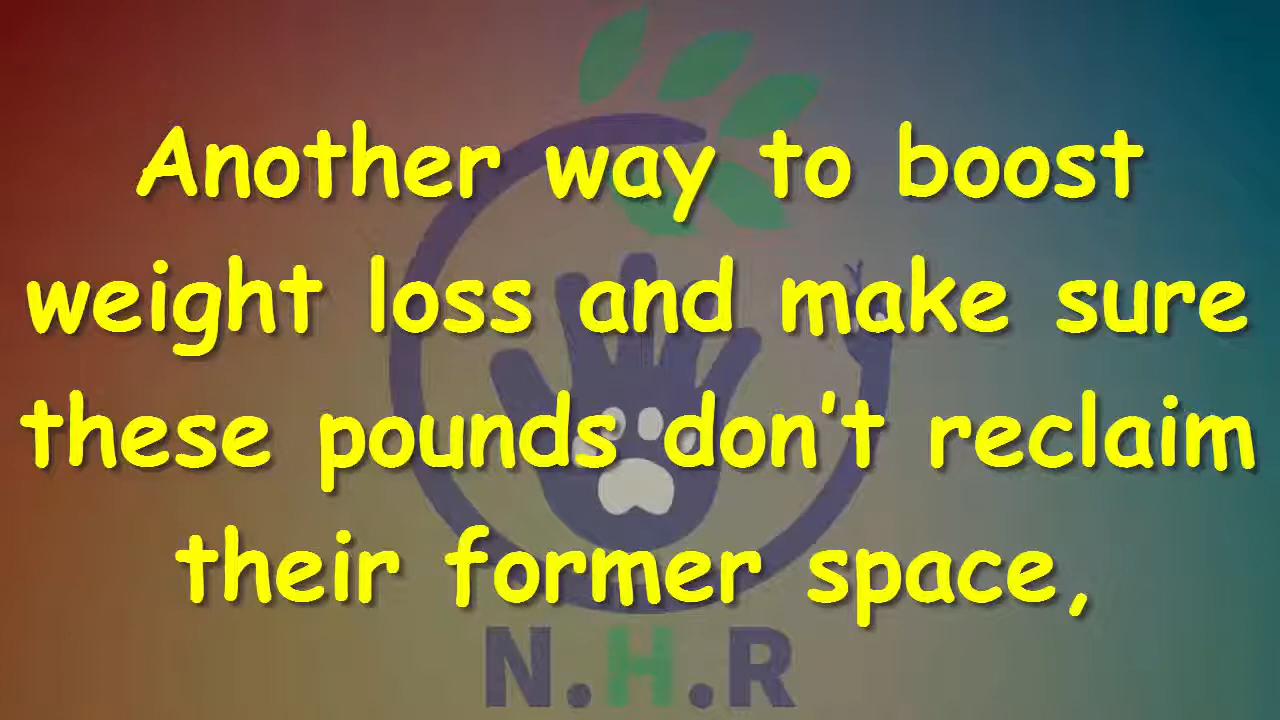 Another way to boost
weight loss and make sure
these pounds don't reclaim
their former space,
N.H.R